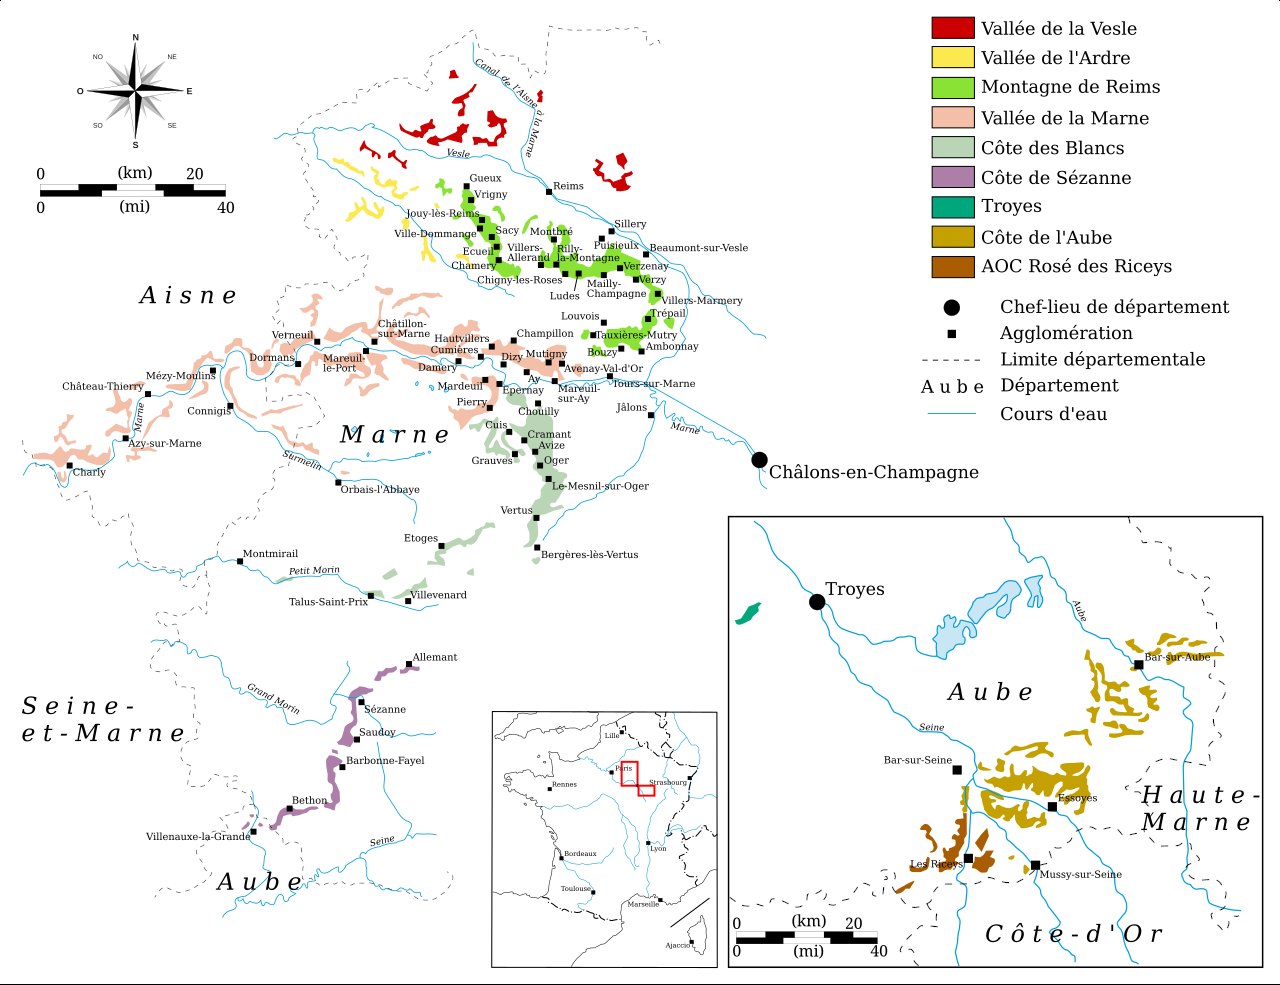 N
NO
NE
O
E
SO
SE
S
0 (km) 20
0 (mi) 40
Vallée de la Vesle
Vallée de l'Ardre
Montagne de Reims
Vallée de la Marne
Côte des Blancs
Côte de Sézanne
Troyes
Côte de l'Aube
AOC Rosé des Riceys
Chef-lieu de département
Agglomération
Limite départementale
Aube Département
Cours d'eau
Canal de l'Aisne à la Marne
Vesle
Gueux
Vrigny
Reims
Jouy-lès-Reims
Ville-Dommange
Sacy
Ecueil
Chamery
Villers-
Allerand
Montbré
Rilly-
la-Montagne
Sillery
Puisieulx
Beaumont-sur-Vesle
Verzenay
Verzy
Chigny-les-Roses
Ludes
Mailly-
Champagne
Villers-Marmery
Louvois
Trépail
Tauxières-Mutry
Bouzy
Ambonnay
Aisne
Verneuil
Châtillon-
sur-Marne
Dormans
Mareuil-
le-Port
Hautvillers
Cumiéres
Champillon
Damery
Dizy
Mutigny
Avenay-Val-d'Or
Ay
Mareuil-
sur-Ay
Tours-sur-Marne
Mézy-Moulins
Château-Thierry
Connigis
Marne
Azy-sur-Marne
Charly
Mardeuil
Epernay
Pierry
Chouilly
Jâlons
Marne
Marne
Cuis
Cramant
Avize
Grauves
Oger
Le-Mesnil-sur-Oger
Surmelin
Orbais-l'Abbaye
Vertus
Bergères-lès-Vertus
Châlons-en-Champagne
Etoges
Montmirail
Petit Morin
Talus-Saint-Prix
Villevenard
Allemant
Grand Morin
Sézanne
Saudoy
Barbonne-Fayel
Bethon
Villenauxe-la-Grande
Seine
Seine-
et-Marne
Aube
Lille
Paris
Strasbourg
Rennes
Lyon
Bordeaux
Toulouse
Marseille
Ajaccio
Troyes
Aube
Bar-sur-Aube
Aube
Seine
Bar-sur-Seine
Essoyes
Haute-
Marne
Les Riceys
Mussy-sur-Seine
Côte-d'Or
0 (km) 20
0 (mi) 40